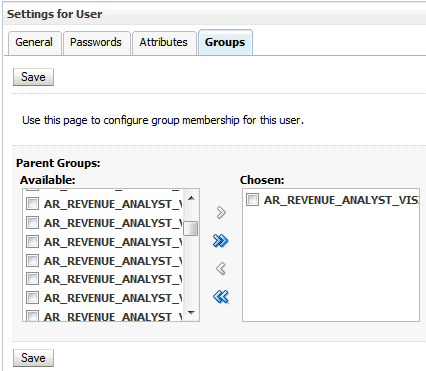 Settings for User
General Passwords Attributes Groups
Save
Use this page to configure group membership for this user.
Parent Groups:
Available: Chosen:
AR_REVENUE_ANALYST_VIS
AR_REVENUE_ANALYST_
AR_REVENUE_ANALYST_V
AR_REVENUE_ANALYST_V
AR_REVENUE_ANALYST_V
AR_REVENUE_ANALYST_V
AR_REVENUE_ANALYST_V
AR_REVENUE_ANALYST_V
Save